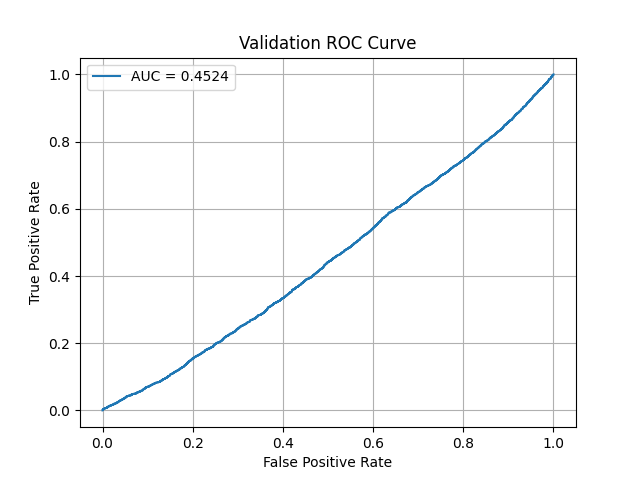 Validation ROC Curve
AUC = 0.4524
True Positive Rate
1.0
0.8
0.6
0.4
0.2
0.0
0.0 0.2 0.4 0.6 0.8 1.0
False Positive Rate